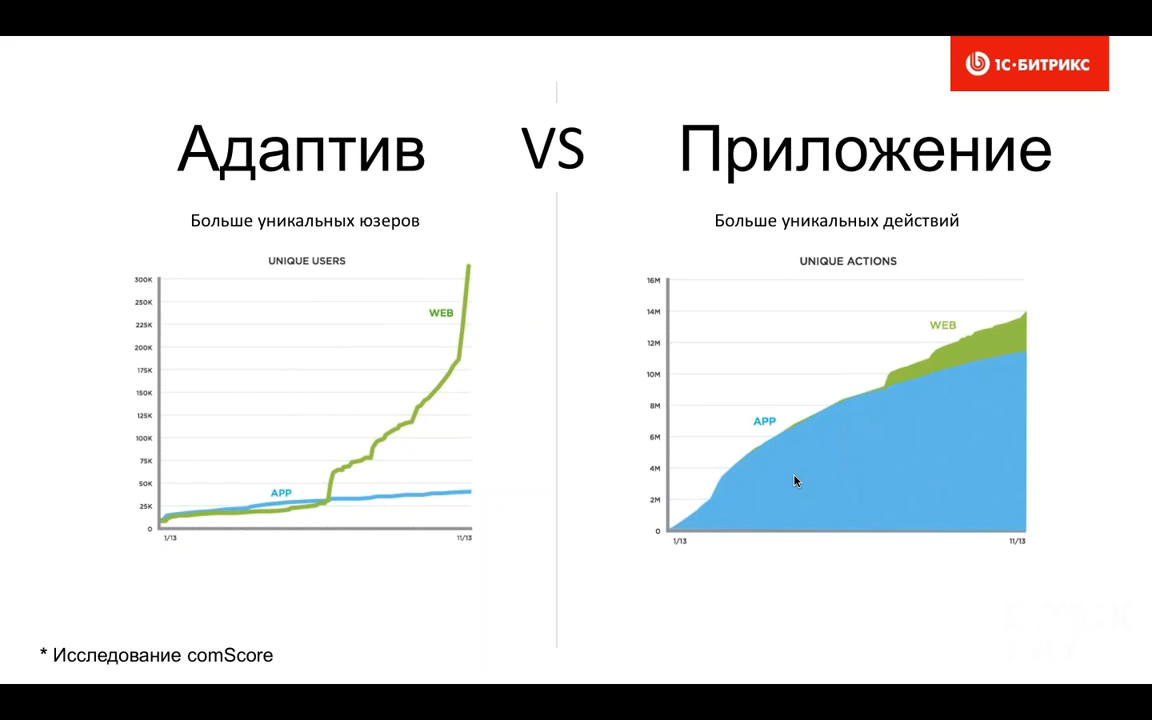 1С·БИТРИКС
Адаптив
VS
Приложение
Больше уникальных юзеров
UNIQUE USERS
300K
250K
225K
200K
175K
150K
125K
100K
75K
50K
25K
0
WEB
APP
1/13
11/13
Больше уникальных действий
UNIQUE ACTIONS
16M
14M
12M
10M
8M
6M
4M
2M
0
WEB
APP
1/13
11/13
* Исследование comScore